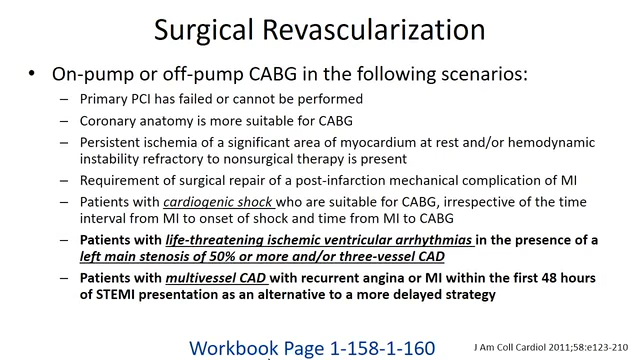 Surgical Revascularization
• On-pump or off-pump CABG in the following scenarios:
– Primary PCI has failed or cannot be performed
– Coronary anatomy is more suitable for CABG
– Persistent ischemia of a significant area of myocardium at rest and/or hemodynamic
instability refractory to nonsurgical therapy is present
– Requirement of surgical repair of a post-infarction mechanical complication of MI
– Patients with cardiogenic shock who are suitable for CABG, irrespective of the time
interval from MI to onset of shock and time from MI to CABG
– Patients with life-threatening ischemic ventricular arrhythmias in the presence of a
left main stenosis of 50% or more and/or three-vessel CAD
– Patients with multivessel CAD with recurrent angina or MI within the first 48 hours
of STEMI presentation as an alternative to a more delayed strategy
Workbook Page 1-158-1-160
J Am Coll Cardiol 2011;58:e123-210